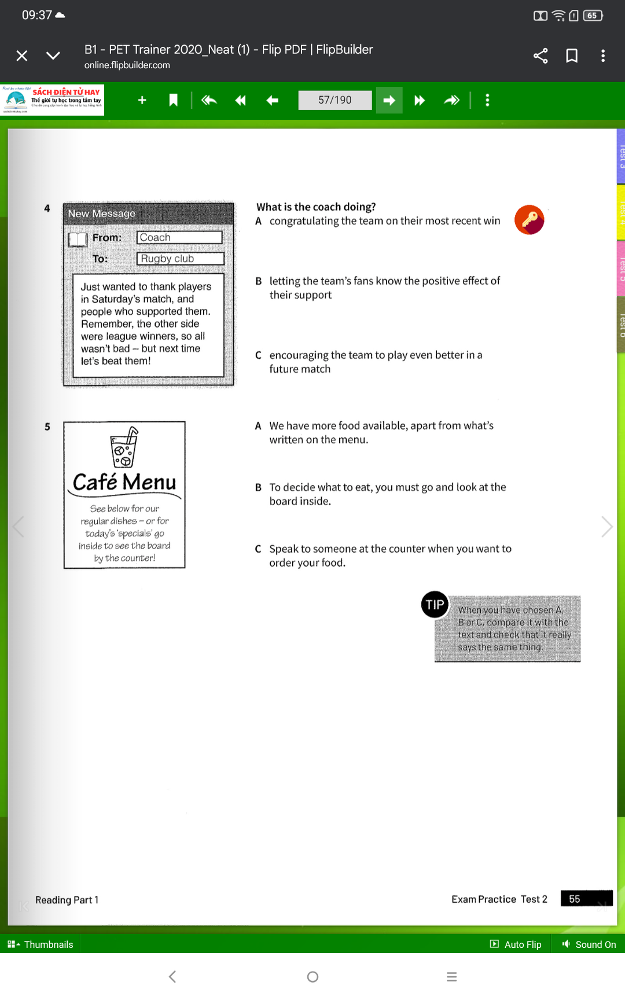 09:37
65
B1 - PET Trainer 2020_Neat (1) - Flip PDF | FlipBuilder
online.flipbuilder.com
SÁCH ĐIỆN TỬ HAY
Thế giới tự học trong tầm tay
57/190
Test 3
Test 4
Test 5
Test 6
4
New Message
From: Coach
To: Rugby club
Just wanted to thank players
in Saturday's match, and
people who supported them.
Remember, the other side
were league winners, so all
wasn't bad – but next time
let's beat them!
What is the coach doing?
A congratulating the team on their most recent win
B letting the team's fans know the positive effect of
their support
C encouraging the team to play even better in a
future match
5
Café Menu
See below for our
regular dishes – or for
today's 'specials' go
inside to see the board
by the counter!
A We have more food available, apart from what's
written on the menu.
B To decide what to eat, you must go and look at the
board inside.
C Speak to someone at the counter when you want to
order your food.
TIP
When you have chosen A,
B or C, compare it with the
text and check that it really
says the same thing.
Reading Part 1
Exam Practice Test 2
55
Thumbnails
Auto Flip
Sound On